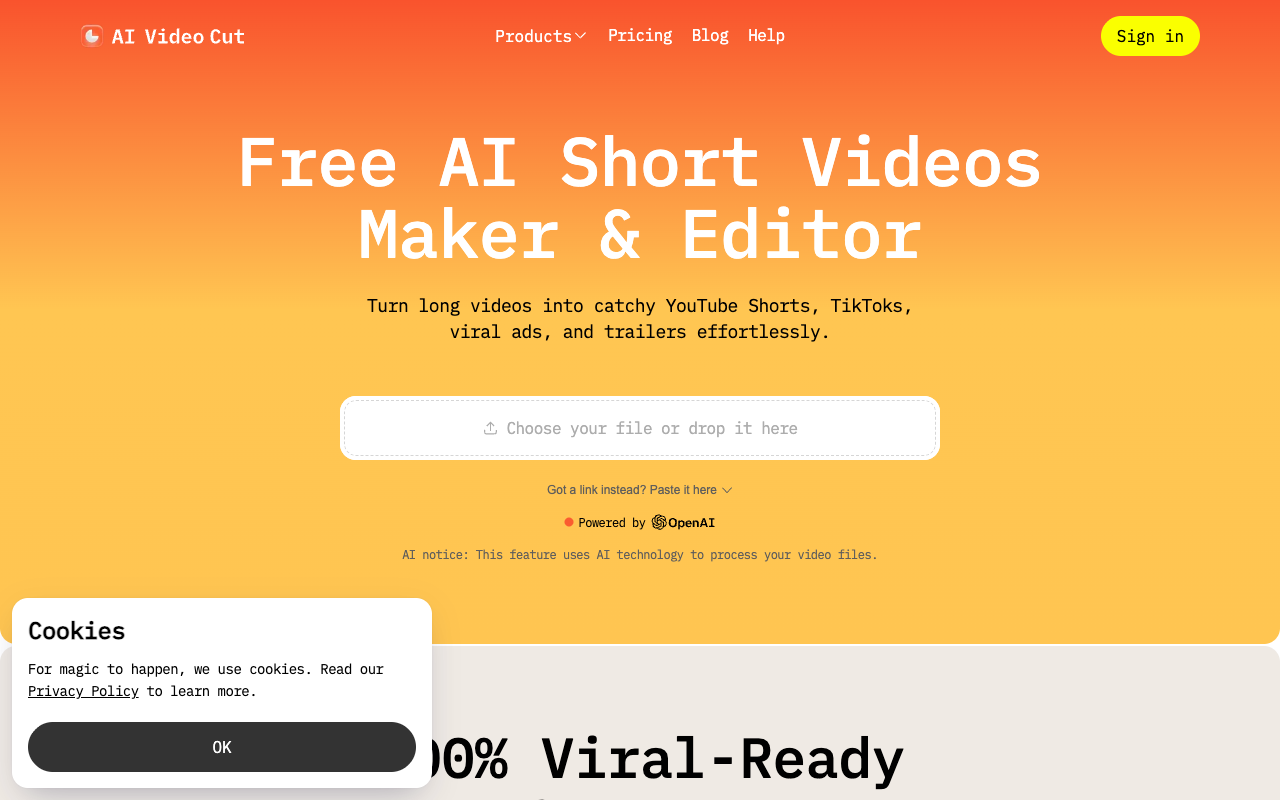 AI Video Cut
Products
Pricing
Blog
Help
Sign in
Free AI Short Videos
Maker & Editor
Turn long videos into catchy YouTube Shorts, TikToks,
viral ads, and trailers effortlessly.
Choose your file or drop it here
Got a link instead? Paste it here
Powered by OpenAI
AI notice: This feature uses AI technology to process your video files.
Cookies
For magic to happen, we use cookies. Read our
Privacy Policy to learn more.
OK
0% Viral-Ready